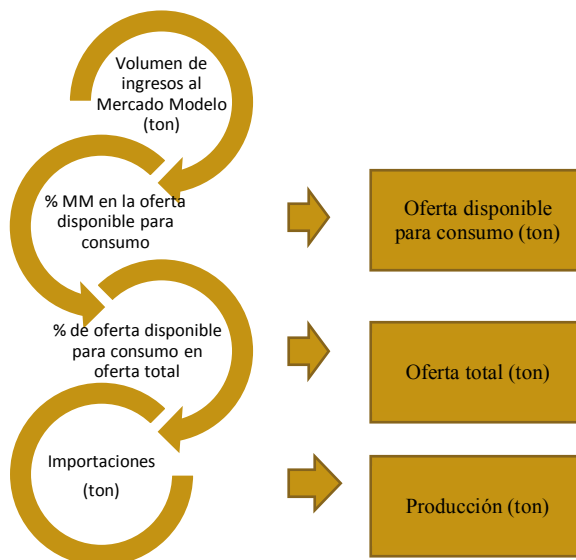 Volumen de
ingresos al
Mercado Modelo
(ton)
% MM en la oferta
disponible para
consumo
Oferta disponible
para consumo (ton)
% de oferta disponible
para consumo en
oferta total
Oferta total (ton)
Importaciones
(ton)
Producción (ton)